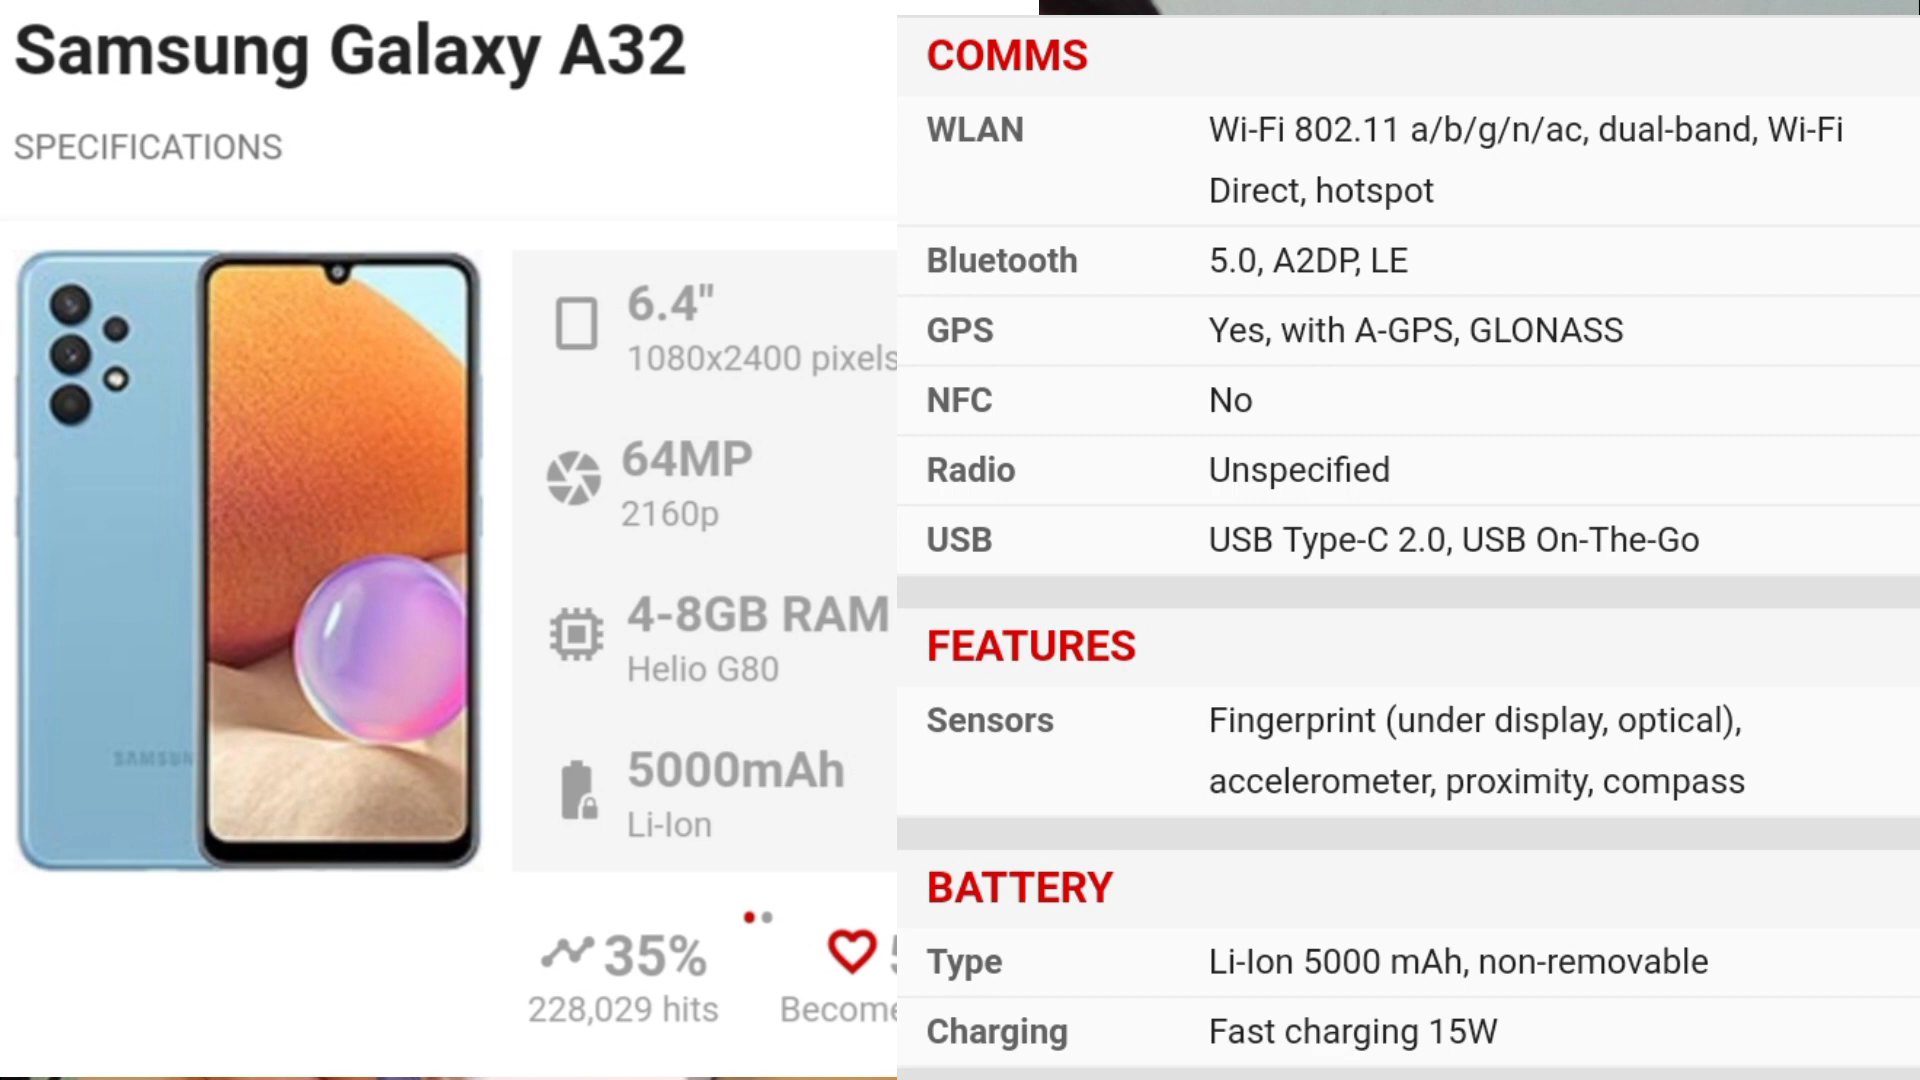 Samsung Galaxy A32
SPECIFICATIONS
SAMSUN
6.4"
1080x2400 pixels
64MP
2160p
4-8GB RAM
Helio G80
5000mAh
Li-Ion
35%
228,029 hits
Become
COMMS
WLAN Wi-Fi 802.11 a/b/g/n/ac, dual-band, Wi-Fi
Direct, hotspot
Bluetooth 5.0, A2DP, LE
GPS Yes, with A-GPS, GLONASS
NFC No
Radio Unspecified
USB USB Type-C 2.0, USB On-The-Go
FEATURES
Sensors Fingerprint (under display, optical),
accelerometer, proximity, compass
BATTERY
Type Li-Ion 5000 mAh, non-removable
Charging Fast charging 15W